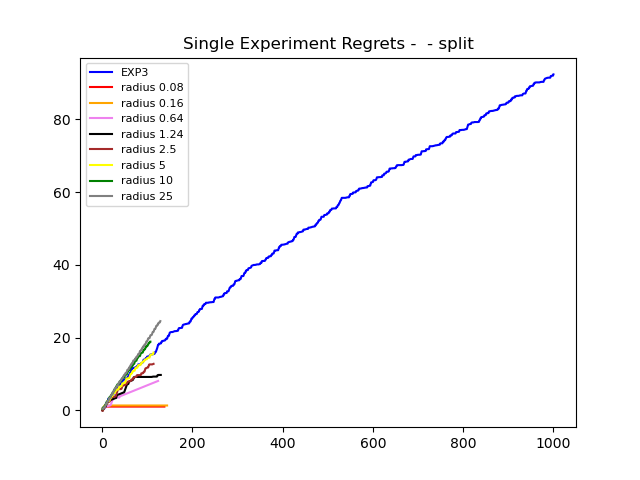 Single Experiment Regrets -  - split
EXP3
radius 0.08
radius 0.16
radius 0.64
radius 1.24
radius 2.5
radius 5
radius 10
radius 25
80
60
40
20
0
0 200 400 600 800 1000